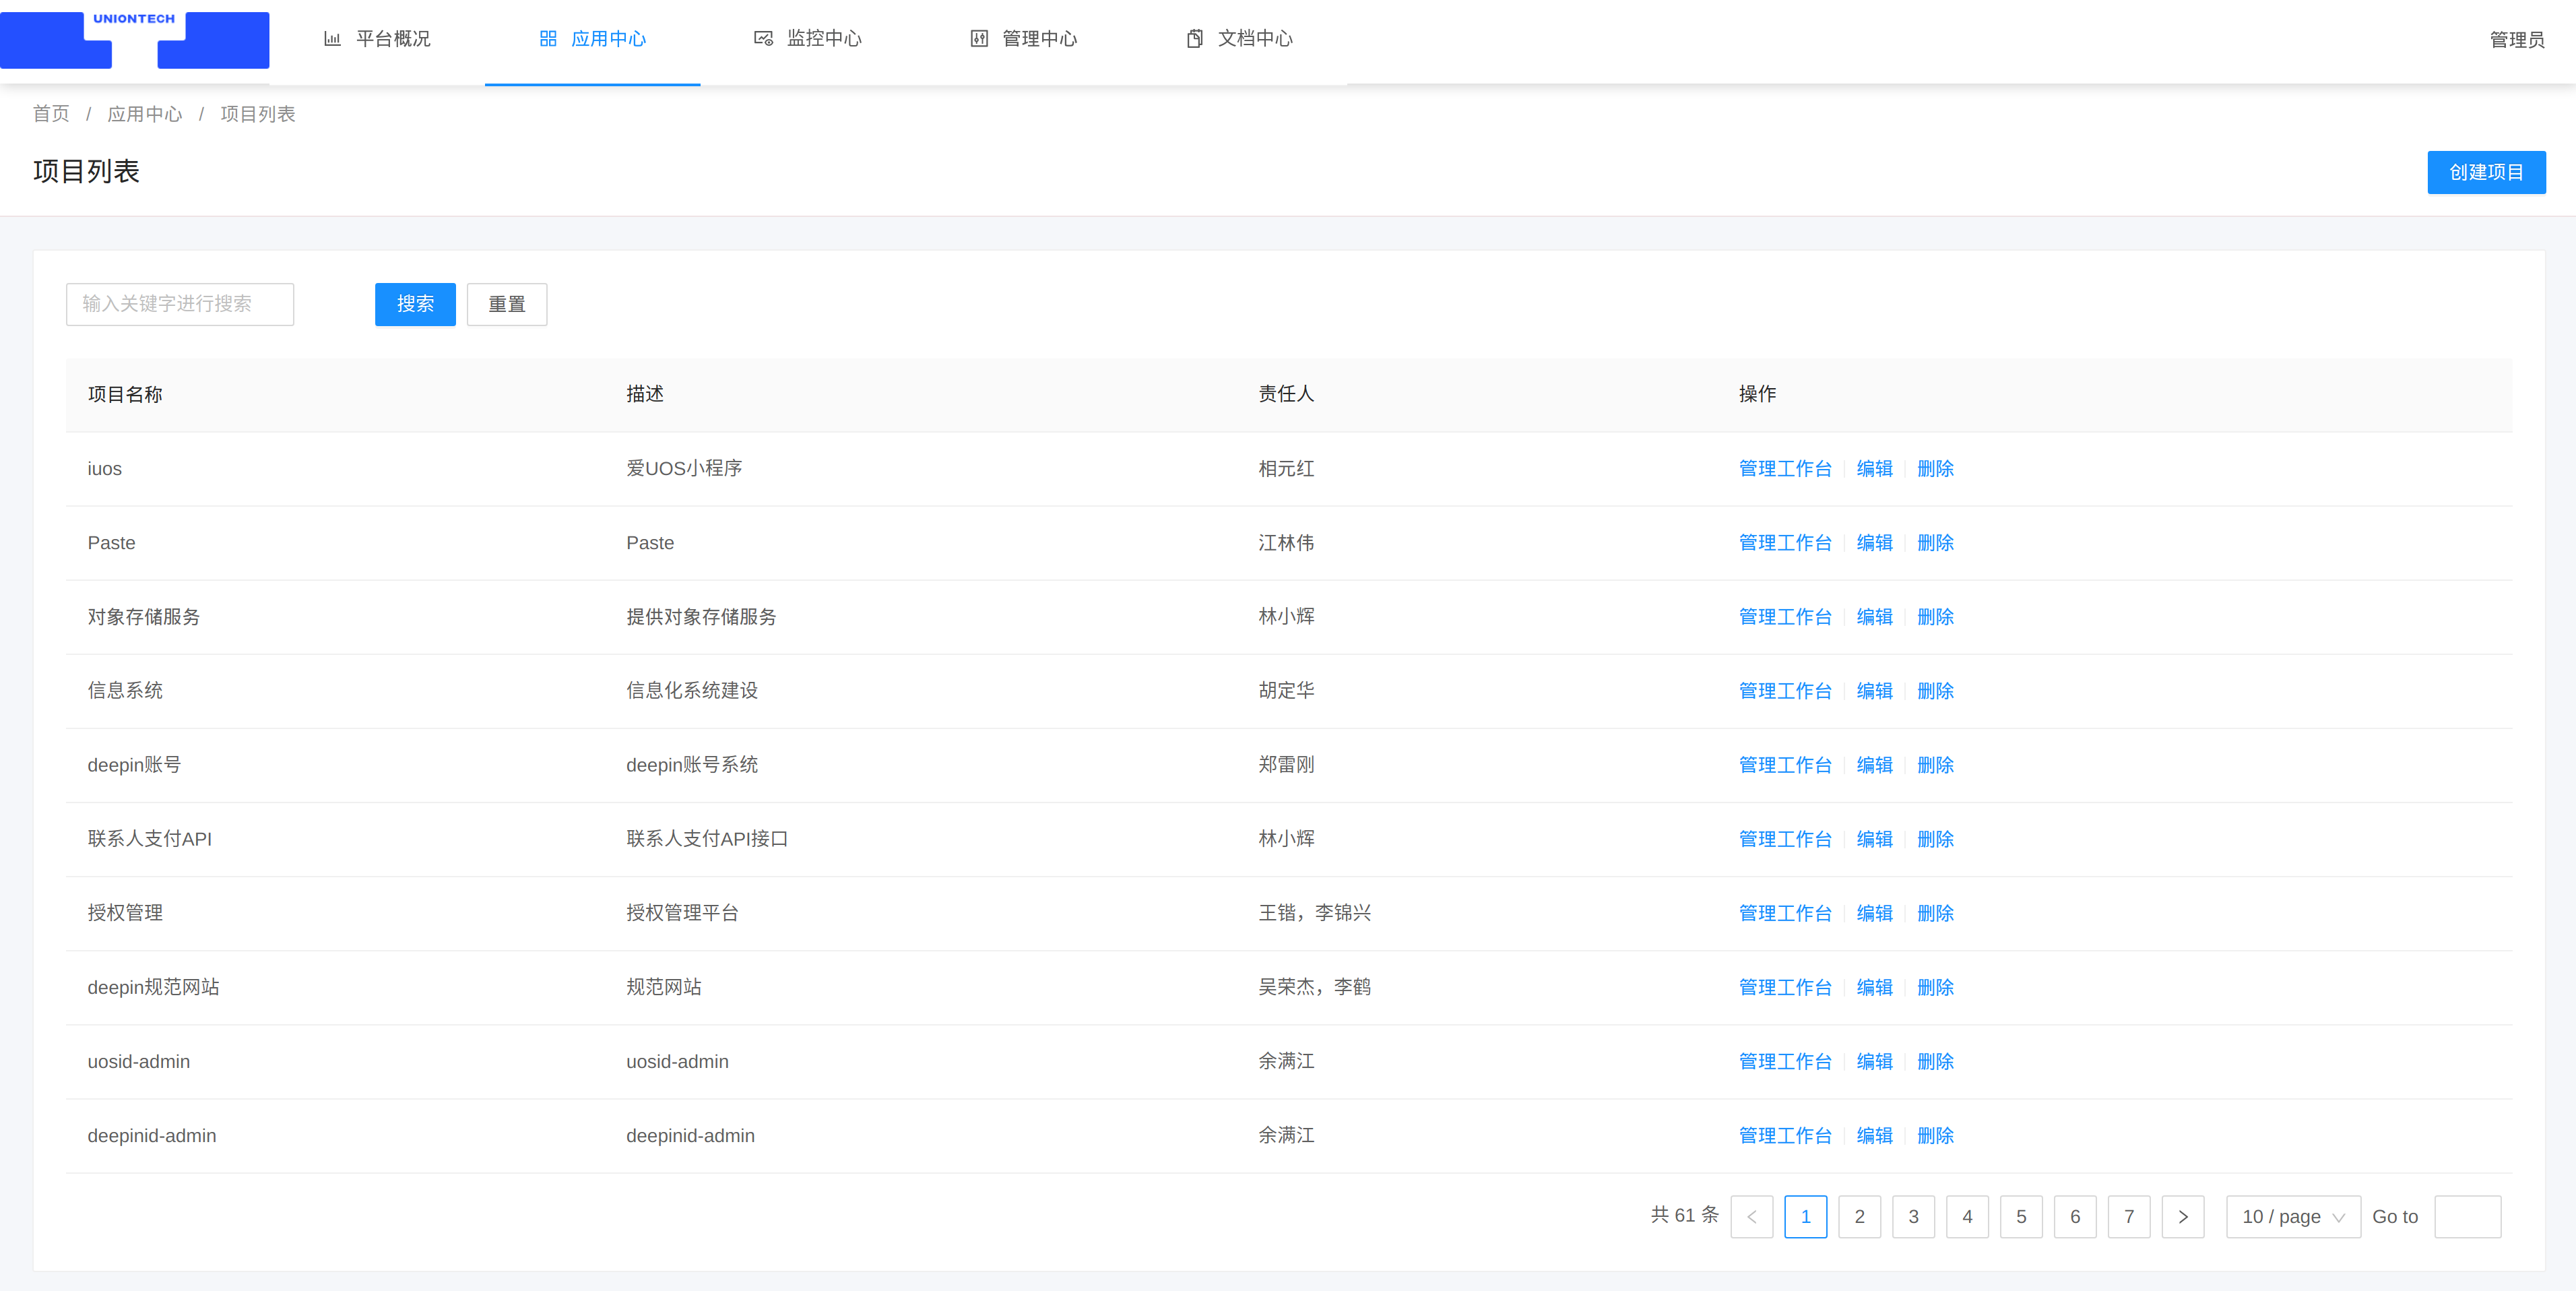 UNIONTECH
平台概况 应用中心 监控中心 管理中心 文档中心 管理员
首页 / 应用中心 / 项目列表
项目列表 创建项目
输入关键字进行搜索 搜索 重置
项目名称 描述 责任人 操作
iuos 爱UOS小程序 相元红 管理工作台 编辑 删除
Paste Paste 江林伟 管理工作台 编辑 删除
对象存储服务 提供对象存储服务 林小辉 管理工作台 编辑 删除
信息系统 信息化系统建设 胡定华 管理工作台 编辑 删除
deepin账号 deepin账号系统 郑雷刚 管理工作台 编辑 删除
联系人支付API 联系人支付API接口 林小辉 管理工作台 编辑 删除
授权管理 授权管理平台 王锴，李锦兴 管理工作台 编辑 删除
deepin规范网站 规范网站 吴荣杰，李鹤 管理工作台 编辑 删除
uosid-admin uosid-admin 余满江 管理工作台 编辑 删除
deepinid-admin deepinid-admin 余满江 管理工作台 编辑 删除
共 61 条 < 1 2 3 4 5 6 7 > 10 / page Go to